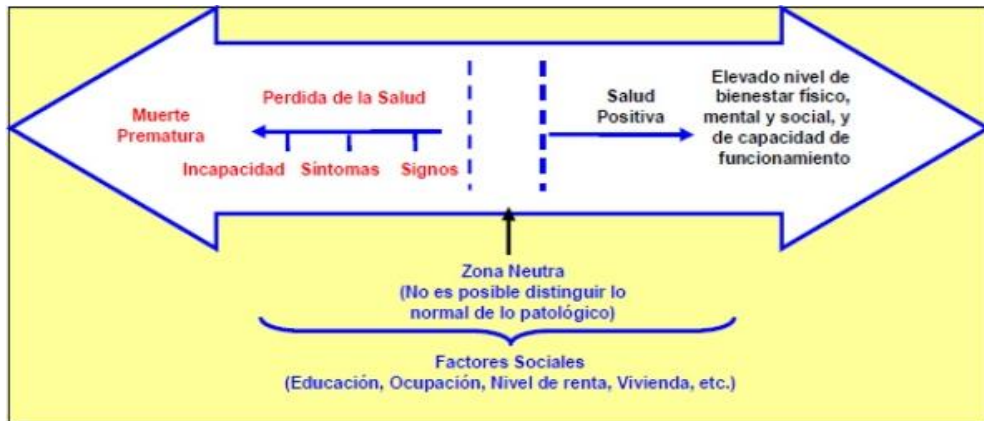 Muerte
Prematura
Perdida de la Salud
Incapacidad Síntomas Signos
Salud
Positiva
Elevado nivel de
bienestar físico,
mental y social, y
de capacidad de
funcionamiento
Zona Neutra
(No es posible distinguir lo
normal de lo patológico)
Factores Sociales
(Educación, Ocupación, Nivel de renta, Vivienda, etc.)